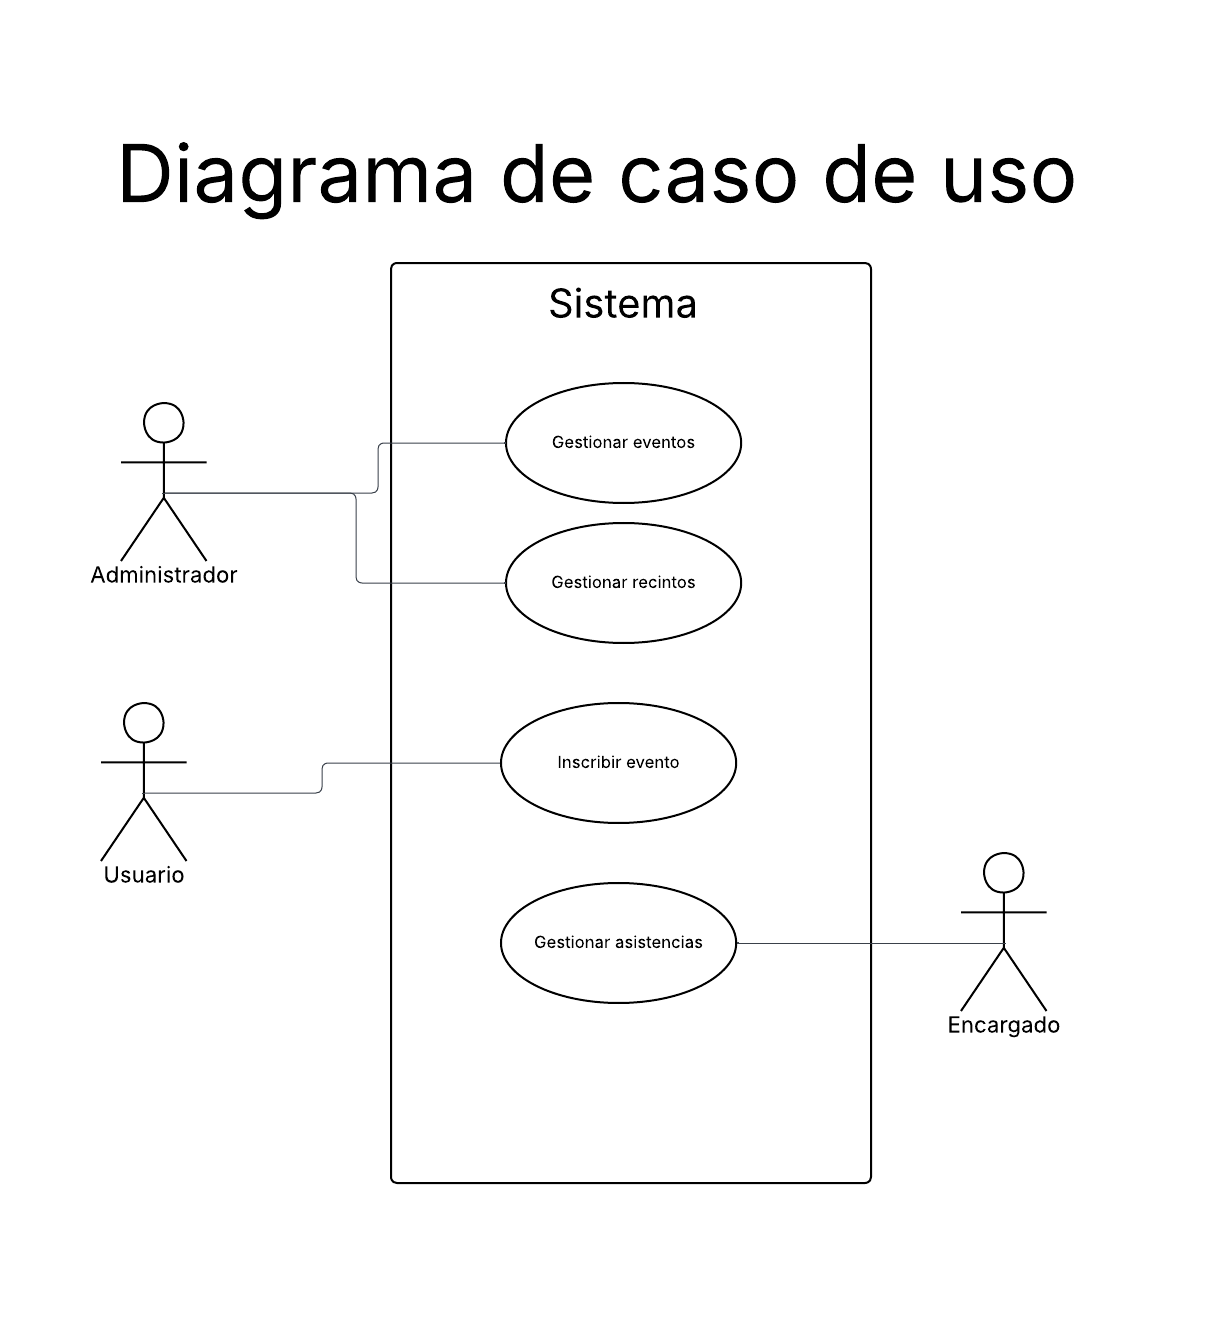 Diagrama de caso de uso
Sistema
Gestionar eventos
Administrador
Gestionar recintos
Inscribir evento
Usuario
Gestionar asistencias
Encargado